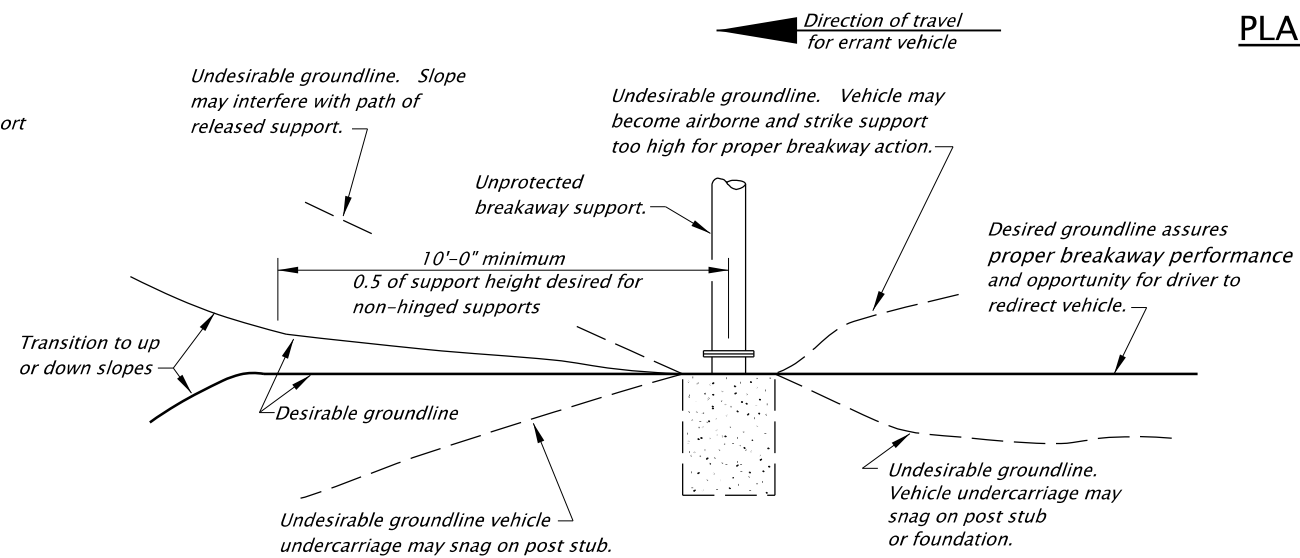 Direction of travel
for errant vehicle
PLA
Undesirable groundline. Slope
may interfere with path of
released support.
ort
Undesirable groundline. Vehicle may
become airborne and strike support
too high for proper breakway action.
Unprotected
breakaway support.
Desired groundline assures
proper breakaway performance
and opportunity for driver to
redirect vehicle.
10'-0" minimum
0.5 of support height desired for
non-hinged supports
Transition to up
or down slopes
Desirable groundline
Undesirable groundline.
Vehicle undercarriage may
snag on post stub
or foundation.
Undesirable groundline vehicle
undercarriage may snag on post stub.